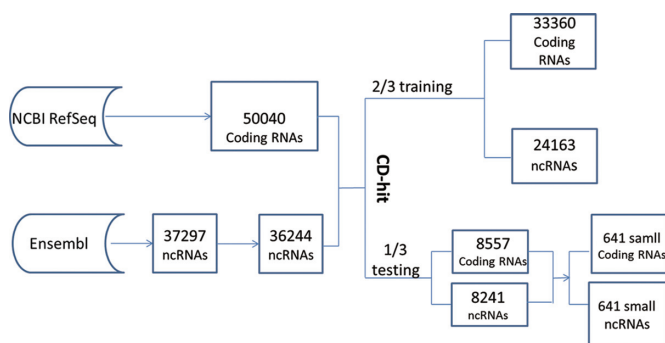 NCBI RefSeq
50040
Coding RNAs
Ensembl
37297
ncRNAs
36244
ncRNAs
CD-hit
2/3 training
33360
Coding
RNAs
24163
ncRNAs
1/3
testing
8557
Coding RNAs
8241
ncRNAs
641 samll
Coding RNAs
641 small
ncRNAs